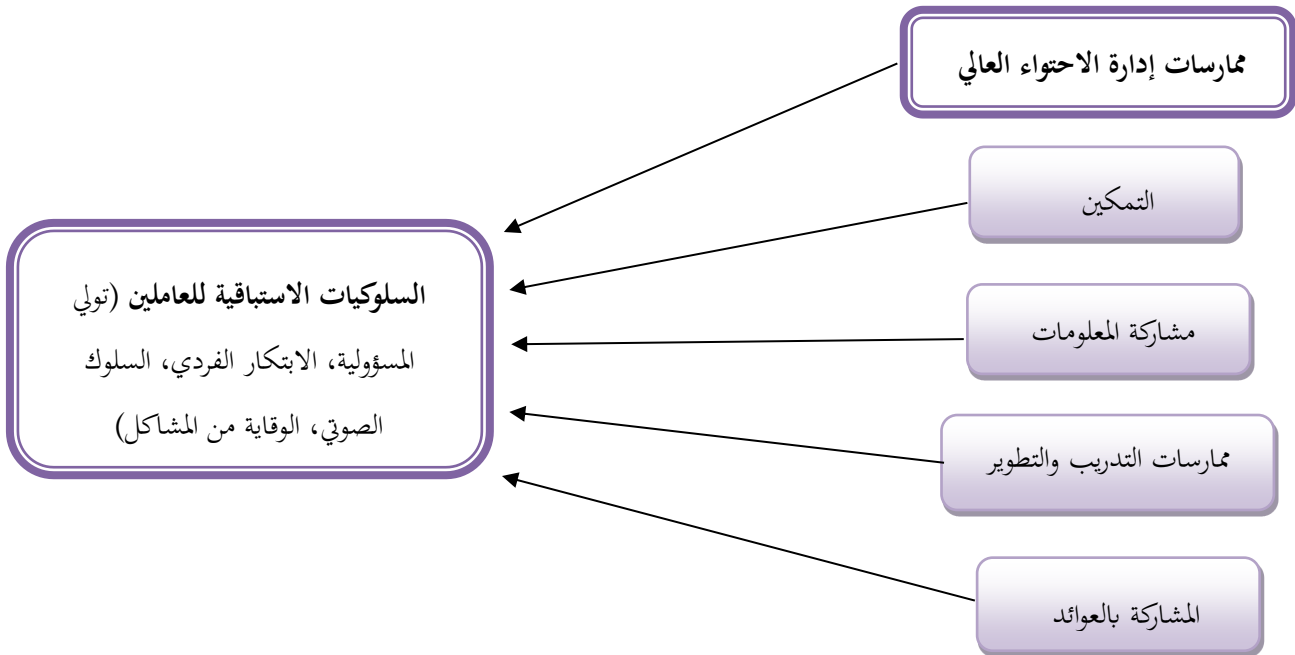 ممارسات إدارة الاحتواء العالي
التمكين
مشاركة المعلومات
ممارسات التدريب والتطوير
المشاركة بالعوائد
السلوكيات الاستباقية للعاملين (تولي
المسؤولية، الابتكار الفردي، السلوك
الصوتي، الوقاية من المشاكل)